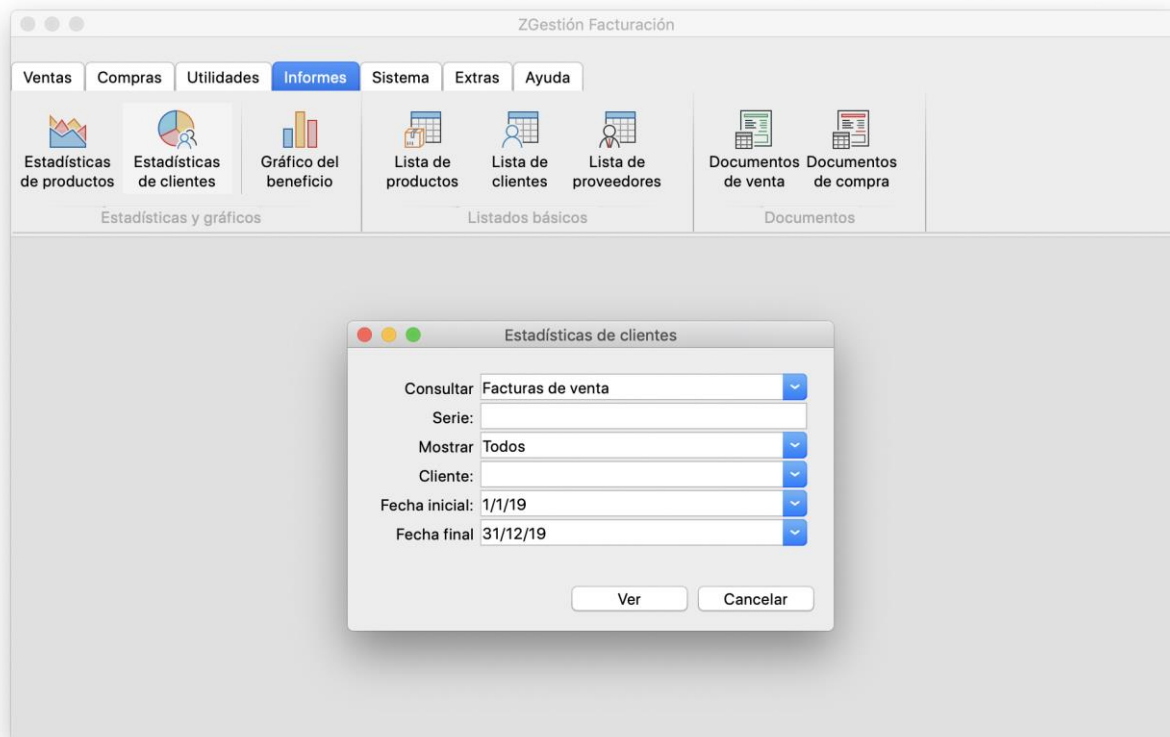 ZGestión Facturación
Ventas Compras Utilidades Informes Sistema Extras Ayuda
Estadísticas de productos
Estadísticas de clientes
Gráfico del beneficio
Lista de productos
Lista de clientes
Lista de proveedores
Documentos de venta
Documentos de compra
Estadísticas y gráficos
Listados básicos
Documentos
Estadísticas de clientes
Consultar Facturas de venta
Serie:
Mostrar Todos
Cliente:
Fecha inicial: 1/1/19
Fecha final 31/12/19
Ver Cancelar